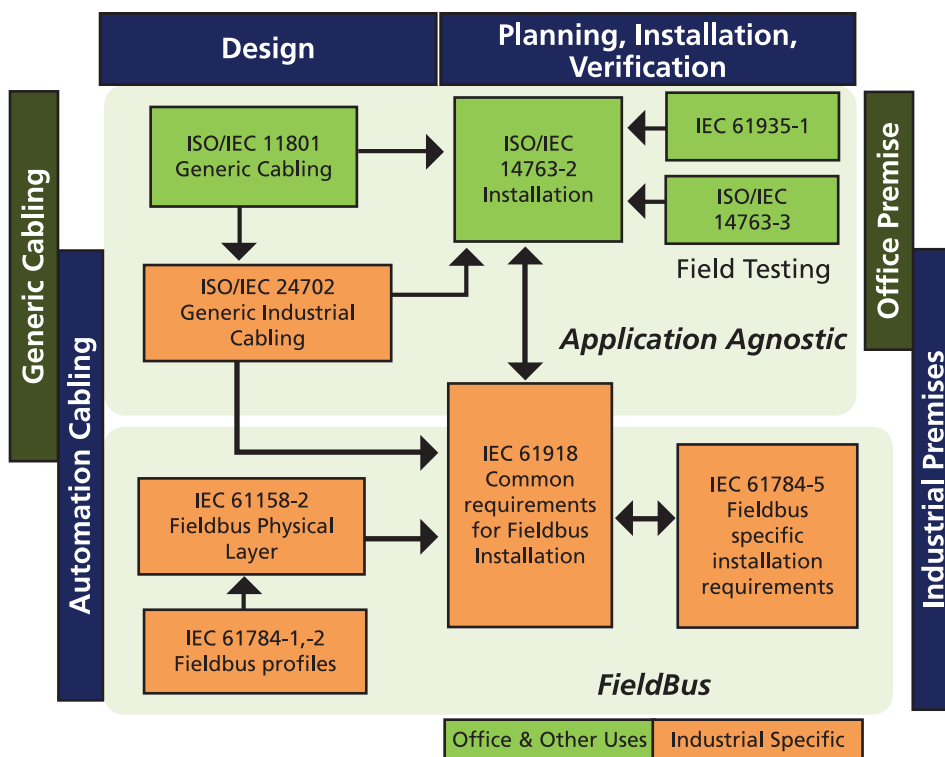 Design
Planning, Installation,
Verification
Generic Cabling
Automation Cabling
ISO/IEC 11801
Generic Cabling
ISO/IEC
14763-2
Installation
IEC 61935-1
ISO/IEC
14763-3
Field Testing
ISO/IEC 24702
Generic Industrial
Cabling
Application Agnostic
Office Premise
Industrial Premises
IEC 61158-2
Fieldbus Physical
Layer
IEC 61918
Common
requirements
for Fieldbus
Installation
IEC 61784-5
Fieldbus
specific
installation
requirements
IEC 61784-1,-2
Fieldbus profiles
FieldBus
Office & Other Uses
Industrial Specific